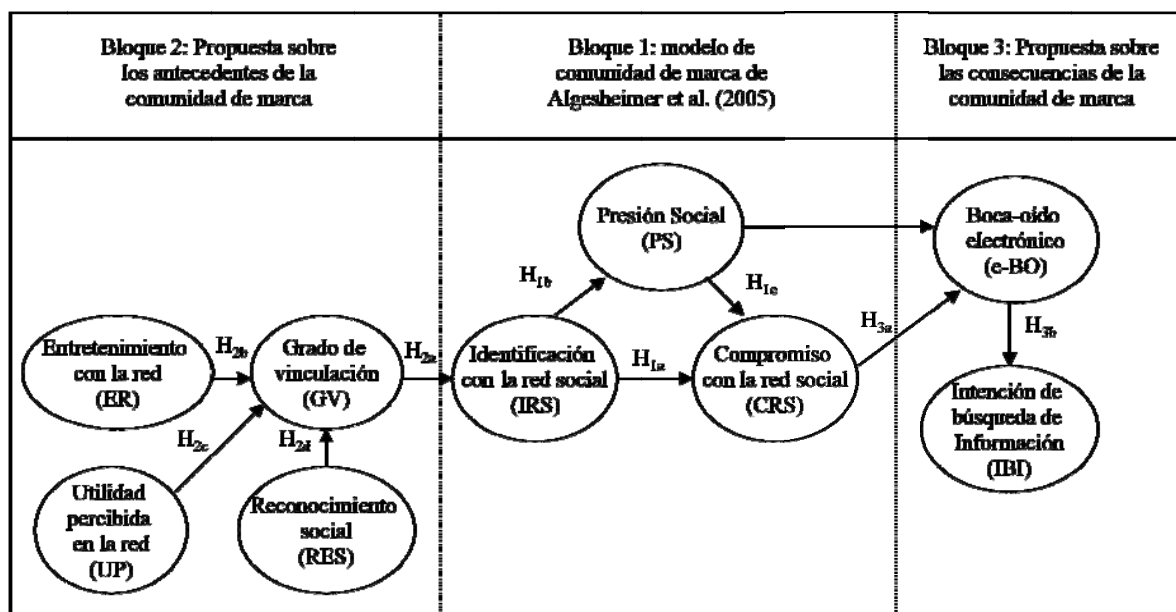 Bloque 2: Propuesta sobre
los antecedentes de la
comunidad de marca
Bloque 1: modelo de
comunidad de marca de
Algesheimer et al. (2005)
Bloque 3: Propuesta sobre
las consecuencias de la
comunidad de marca
Presión Social
(PS)
Boca-oído
electrónico
(e-BO)
H1b
H1c
H3a
H3b
Entretenimiento
con la red
(ER)
H2b
Grado de
vinculación
(GV)
H2a
Identificación
con la red social
(IRS)
H1a
Compromiso
con la red social
(CRS)
Intención de
búsqueda de
Información
(IBI)
H2c
H2d
Utilidad
percibida
en la red
(UP)
Reconocimiento
social
(RES)